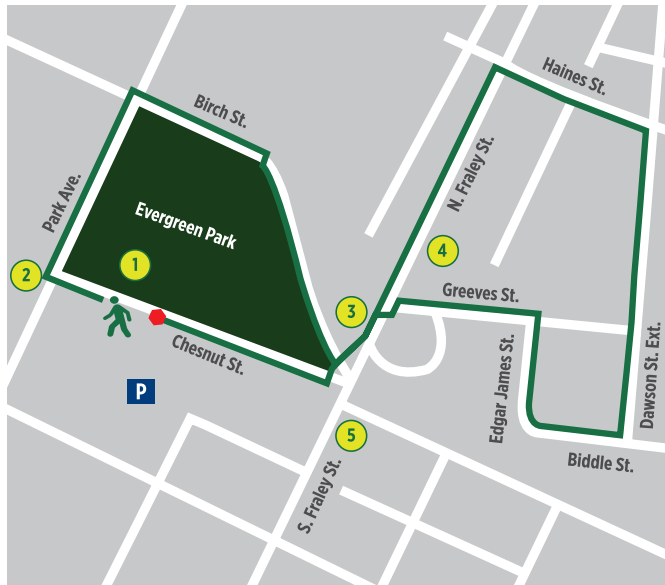 Haines St.
Birch St.
N. Fraley St.
Park Ave.
Evergreen Park
1
2
4
Greeves St.
3
Chesnut St.
Edgar James St.
Dawson St. Ext.
P
5
Biddle St.
S. Fraley St.